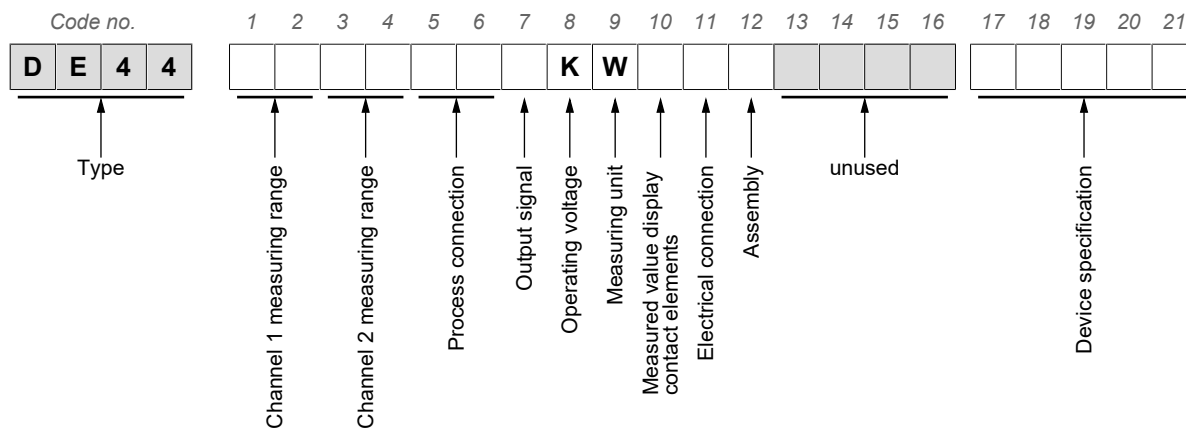 Code no. 1 2 3 4 5 6 7 8 9 10 11 12 13 14 15 16 17 18 19 20 21
D E 4 4 K W
Type
Channel 1 measuring range
Channel 2 measuring range
Process connection
Output signal
Operating voltage
Measuring unit
Measured value display
contact elements
Electrical connection
Assembly
unused
Device specification